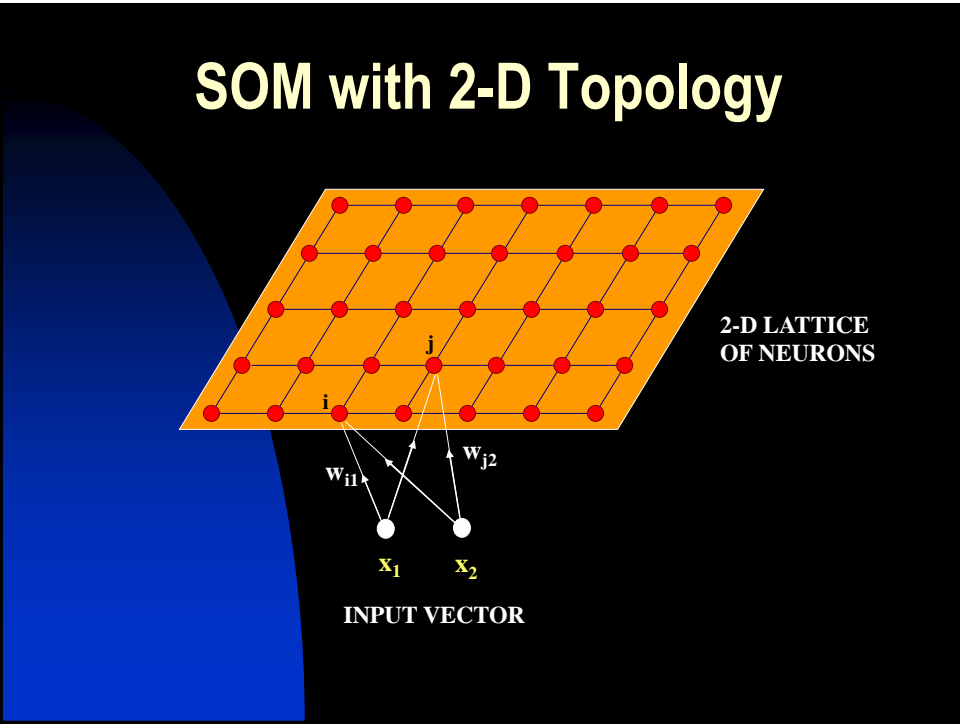 SOM with 2-D Topology
2-D LATTICE
OF NEURONS
j
i
wi1
wj2
x1
x2
INPUT VECTOR